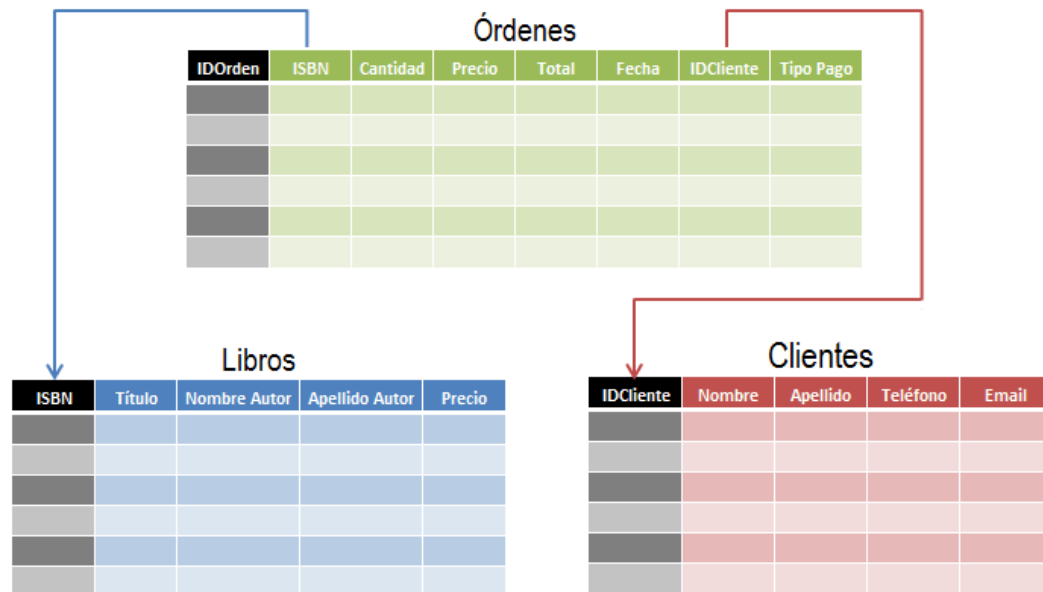 Órdenes
IDOrden ISBN Cantidad Precio Total Fecha IDCliente Tipo Pago
Libros
ISBN Título Nombre Autor Apellido Autor Precio
Clientes
IDCliente Nombre Apellido Teléfono Email